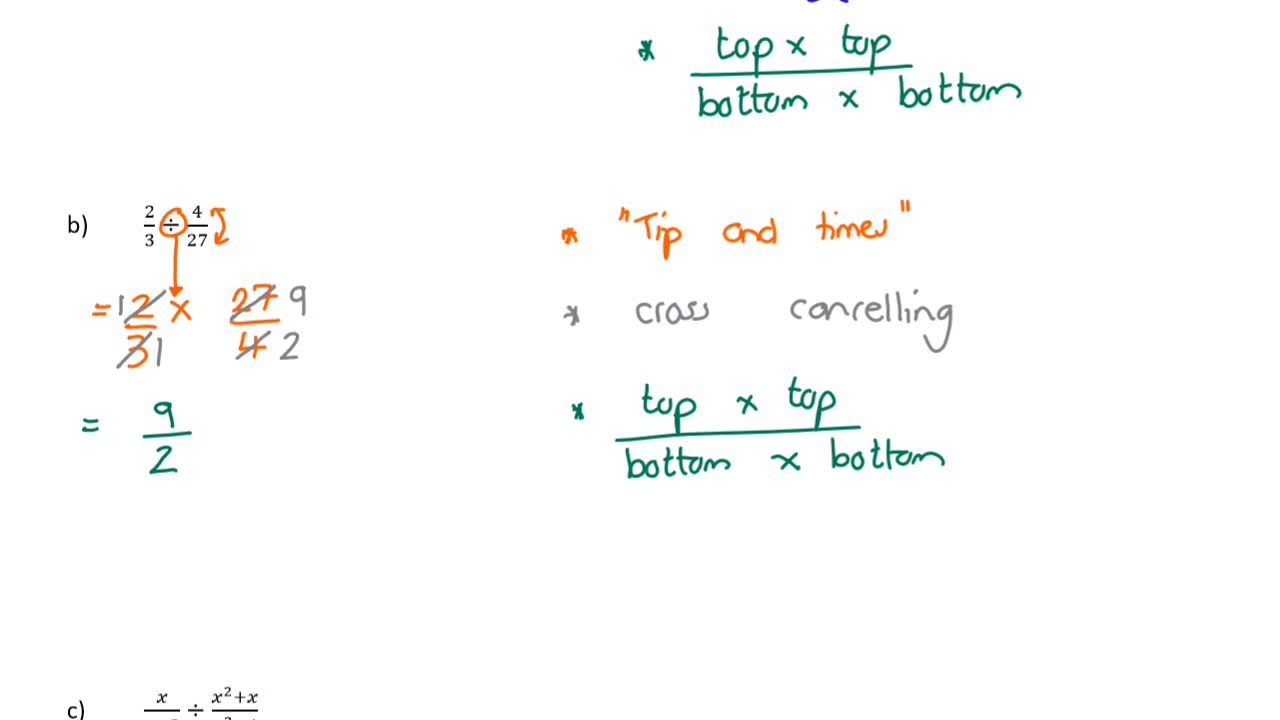 * top x top
bottom x bottom
b) 2/3 ÷ 4/27
* "Tip and times"
= 1 2 x 27 9
3 1 4 2
* cross cancelling
= 9/2
* top x top
bottom x bottom
c) x ÷ x²+x